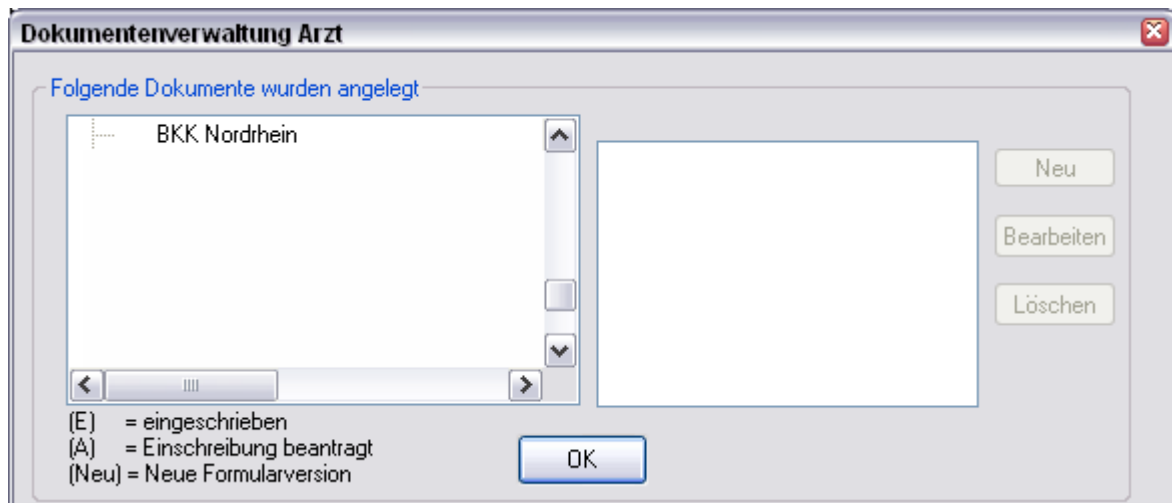 Dokumentenverwaltung Arzt
Folgende Dokumente wurden angelegt
BKK Nordrhein
Neu
Bearbeiten
Löschen
(E) = eingeschrieben
(A) = Einschreibung beantragt
(Neu) = Neue Formularversion
OK